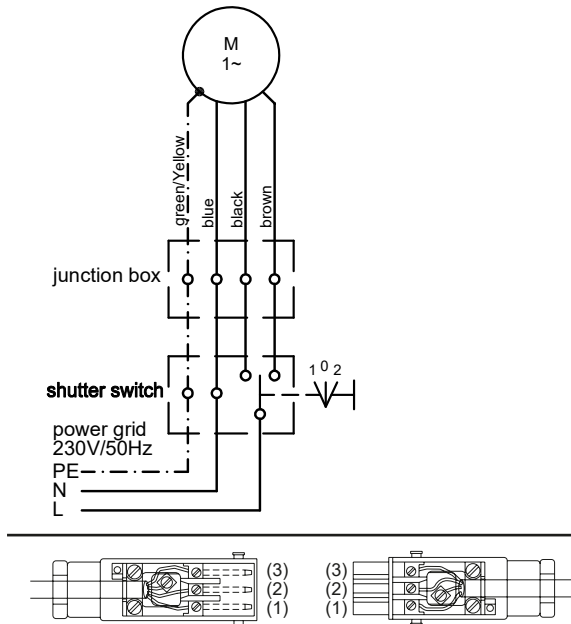 M
1~
green/Yellow
blue
black
brown
junction box
1 0 2
shutter switch
power grid
230V/50Hz
PE
N
L
(3) (3)
(2) (2)
(1) (1)